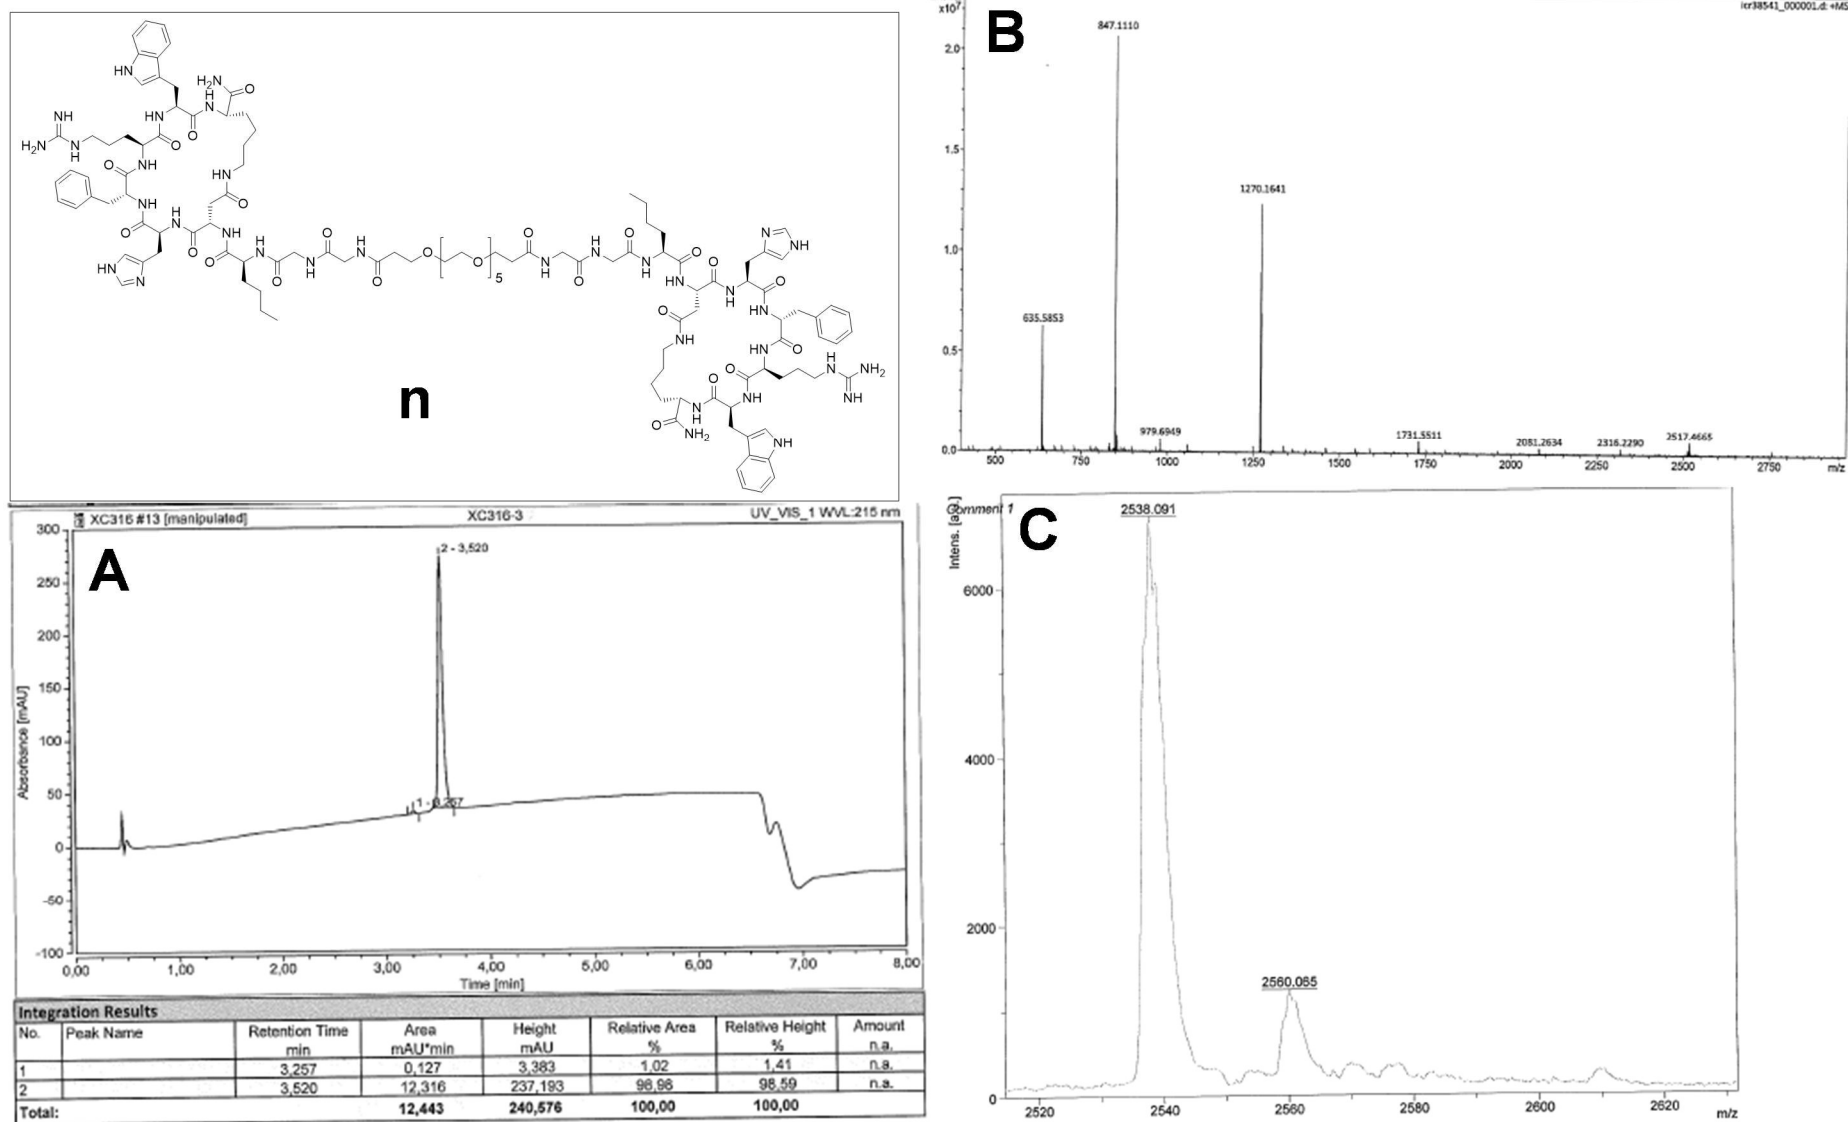 n
5
HN
H2N
O
HN
H
N
O
NH
HN
O
O
NH
H2N
N
H
NH
HN
O
NH
O
O
H
N
NH
O
O
HN
N
O
H
N
O
N
H
O
H
N
O
O
O
O
N
H
O
H
N
O
N
H
O
N
NH
O
O
NH
N
H
O
HN
O
NH
HN
O
O
NH
H
N
NH2
NH
O
N
H
O
NH2
NH
B
x10⁷
icr38541_000001.d: +MS
847.1110
2.0
1.5
1270.1641
1.0
635.5853
0.5
979.6949
1731.5511
2081.2634
2316.2290
2517.4665
0.0
500 750 1000 1250 1500 1750 2000 2250 2500 2750 m/z
XC316 #13 [manipulated] XC316-3 UV_VIS_1 WVL:215 nm
A
Absorbance [mAU]
300
250
200
150
100
50
0
-50
-100
2 - 3,520
1 - 3,257
0,00 1,00 2,00 3,00 4,00 5,00 6,00 7,00 8,00
Time [min]
Integration Results
No. Peak Name Retention Time Area Height Relative Area Relative Height Amount
min mAU*min mAU % % n.a.
1 3,257 0,127 3,383 1,02 1,41 n.a.
2 3,520 12,316 237,193 98,98 98,59 n.a.
Total: 12,443 240,576 100,00 100,00
Comment 1
C
Intens. [a.u.]
2538.091
6000
4000
2000
0
2560.065
2520 2540 2560 2580 2600 2620 m/z